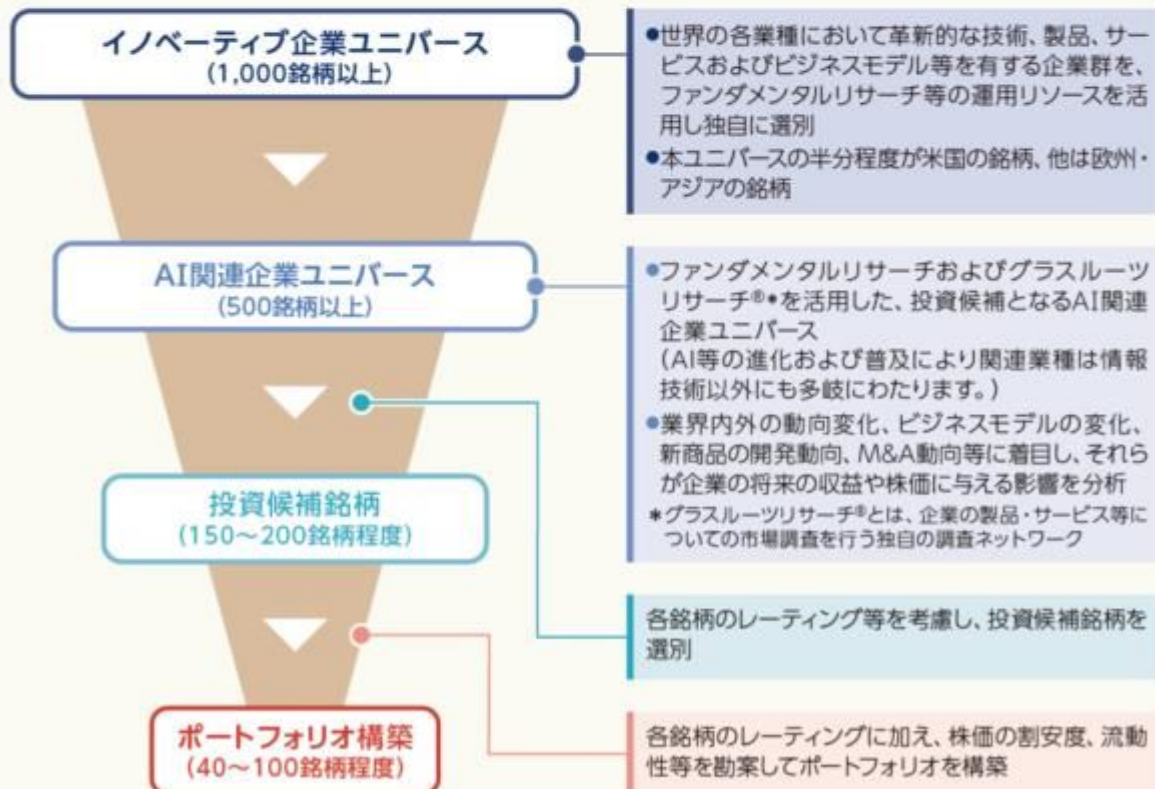 イノベーティブ企業ユニバース
(1,000銘柄以上)
●世界の各業種において革新的な技術、製品、サー
ビスおよびビジネスモデル等を有する企業群を、
ファンダメンタルリサーチ等の運用リソースを活
用し独自に選別
●本ユニバースの半分程度が米国の銘柄、他は欧州・
アジアの銘柄
AI関連企業ユニバース
(500銘柄以上)
●ファンダメンタルリサーチおよびグラスルーツ
リサーチ®*を活用した、投資候補となるAI関連
企業ユニバース
(AI等の進化および普及により関連業種は情報
技術以外にも多岐にわたります。)
●業界内外の動向変化、ビジネスモデルの変化、
新商品の開発動向、M&A動向等に着目し、それら
が企業の将来の収益や株価に与える影響を分析
*グラスルーツリサーチ®とは、企業の製品・サービス等に
ついての市場調査を行う独自の調査ネットワーク
投資候補銘柄
(150～200銘柄程度)
各銘柄のレーティング等を考慮し、投資候補銘柄を
選別
ポートフォリオ構築
(40～100銘柄程度)
各銘柄のレーティングに加え、株価の割安度、流動
性等を勘案してポートフォリオを構築